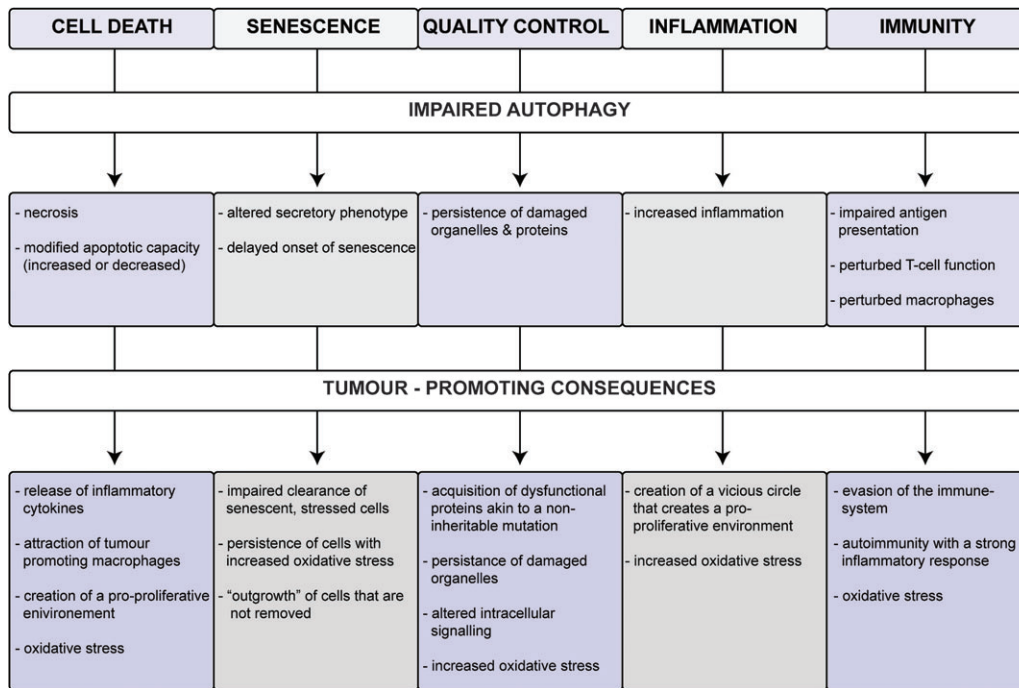 CELL DEATH
SENESCENCE
QUALITY CONTROL
INFLAMMATION
IMMUNITY
IMPAIRED AUTOPHAGY
- necrosis
- modified apoptotic capacity
(increased or decreased)
- altered secretory phenotype
- delayed onset of senescence
- persistence of damaged
organelles & proteins
- increased inflammation
- impaired antigen
presentation
- perturbed T-cell function
- perturbed macrophages
TUMOUR - PROMOTING CONSEQUENCES
- release of inflammatory
cytokines
- attraction of tumour
promoting macrophages
- creation of a pro-proliferative
enivironement
- oxidative stress
- impaired clearance of
senescent, stressed cells
- persistence of cells with
increased oxidative stress
- “outgrowth” of cells that are
not removed
- acquisition of dysfunctional
proteins akin to a non-
inheritable mutation
- persistance of damaged
organelles
- altered intracellular
signalling
- increased oxidative stress
- creation of a vicious circle
that creates a pro-
proliferative environment
- increased oxidative stress
- evasion of the immune-
system
- autoimmunity with a strong
inflammatory response
- oxidative stress